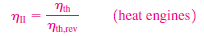 η_II = η_th / η_th,rev (heat engines)